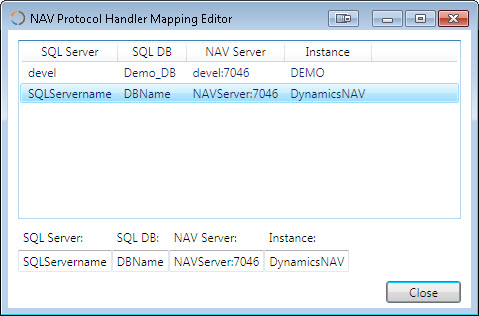 NAV Protocol Handler Mapping Editor
SQL Server SQL DB NAV Server Instance
devel Demo_DB devel:7046 DEMO
SQLServername DBName NAVServer:7046 DynamicsNAV
SQL Server: SQL DB: NAV Server: Instance:
SQLServername DBName NAVServer:7046 DynamicsNAV
Close